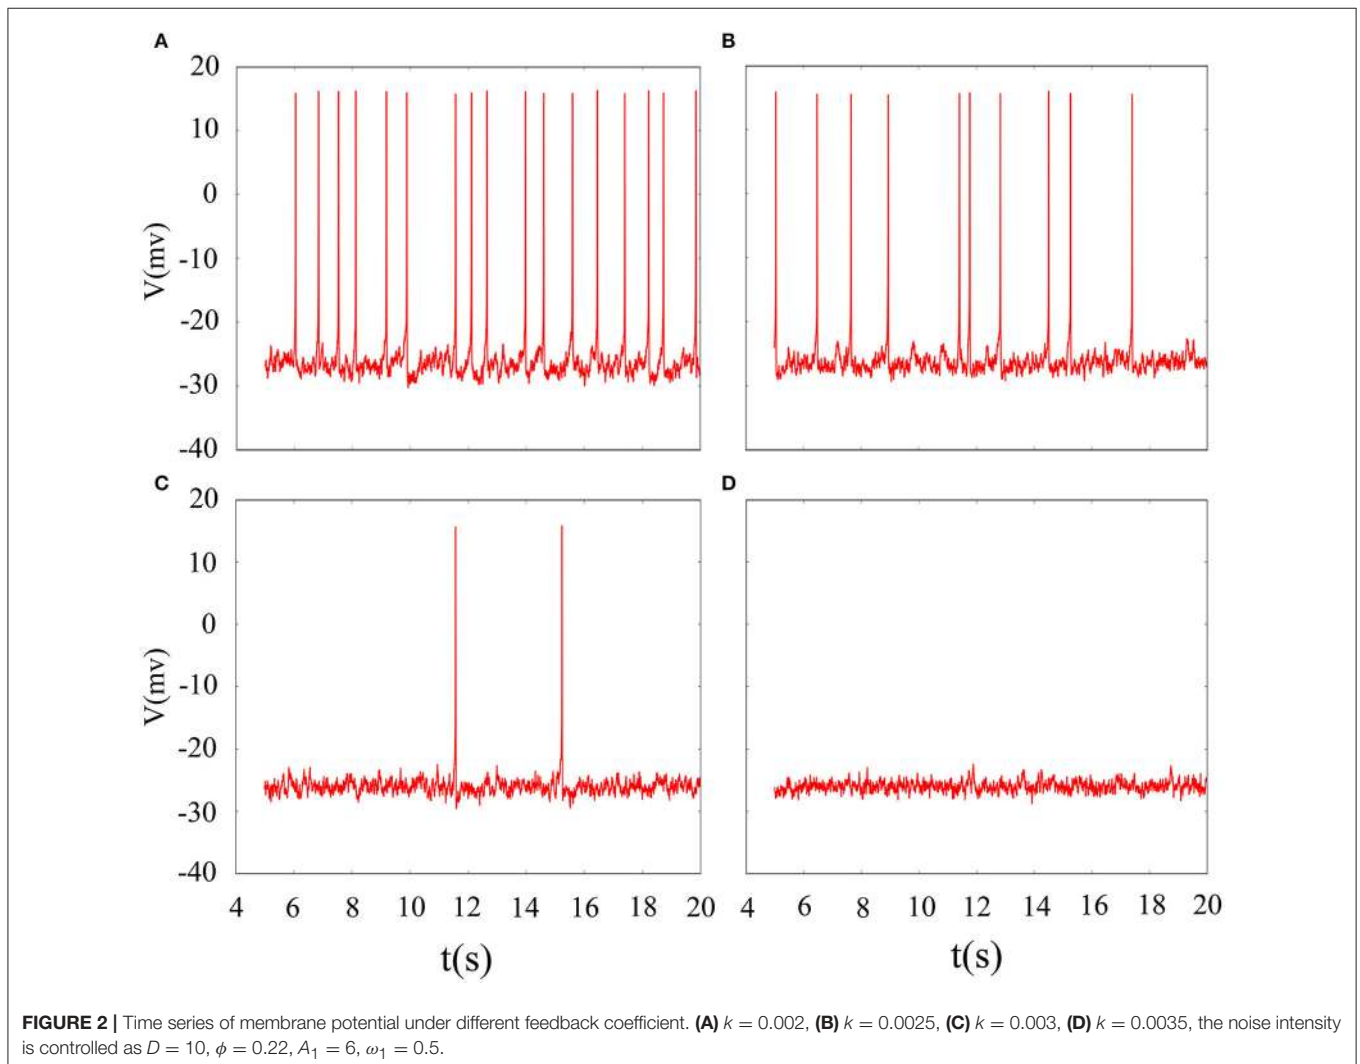 A
B
20
10
0
-10
-20
-30
-40
V(mv)
C
D
20
10
0
-10
-20
-30
-40
V(mv)
4 6 8 10 12 14 16 18 20
4 6 8 10 12 14 16 18 20
t(s)
t(s)
FIGURE 2 | Time series of membrane potential under different feedback coefficient. (A) k = 0.002, (B) k = 0.0025, (C) k = 0.003, (D) k = 0.0035, the noise intensity
is controlled as D = 10, ϕ = 0.22, A₁ = 6, ω₁ = 0.5.